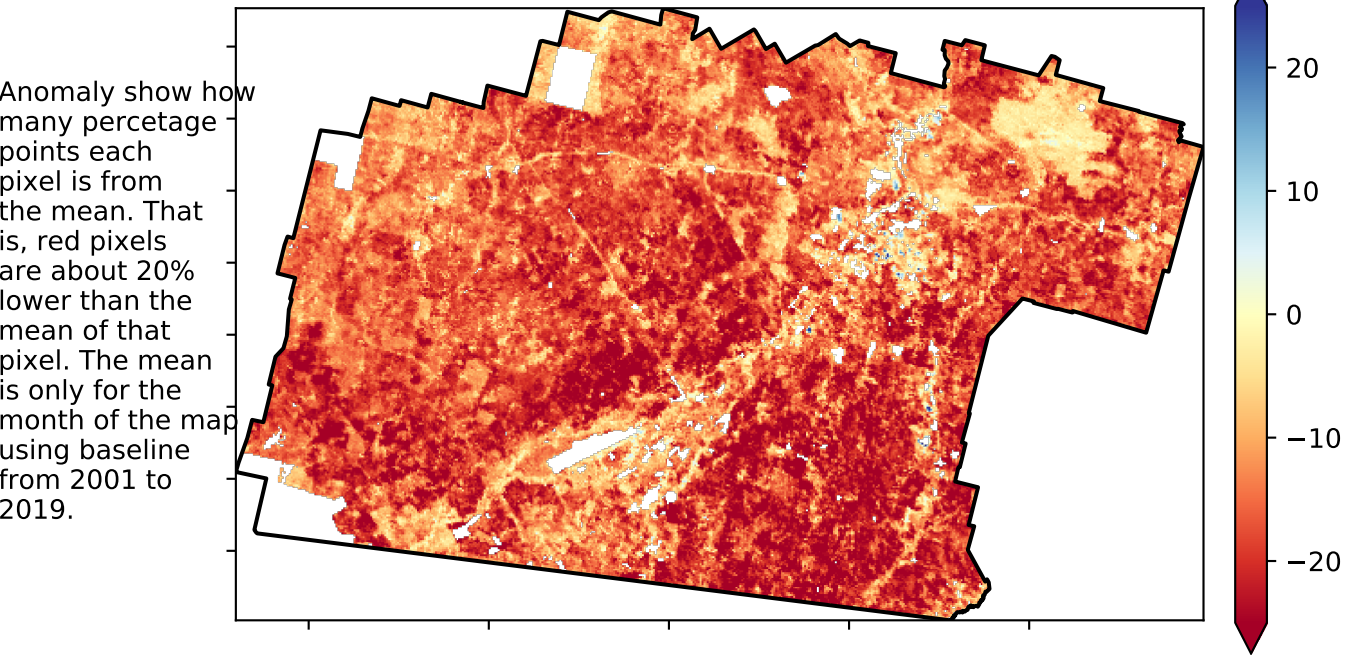 Anomaly show how
many percetage
points each
pixel is from
the mean. That
is, red pixels
are about 20%
lower than the
mean of that
pixel. The mean
is only for the
month of the map
using baseline
from 2001 to
2019.
20
10
0
−10
−20